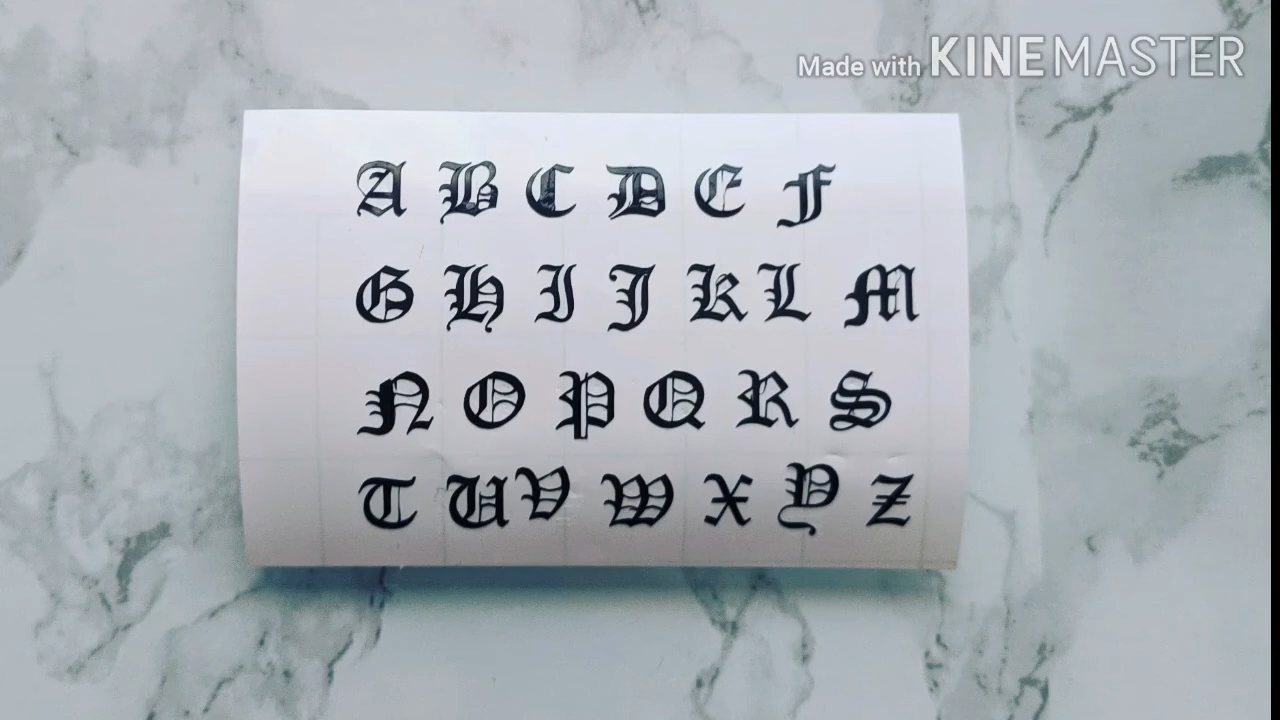 Made with KINEMASTER
A B C D E F
G H I J K L M
N O P Q R S
T U V W X Y Z